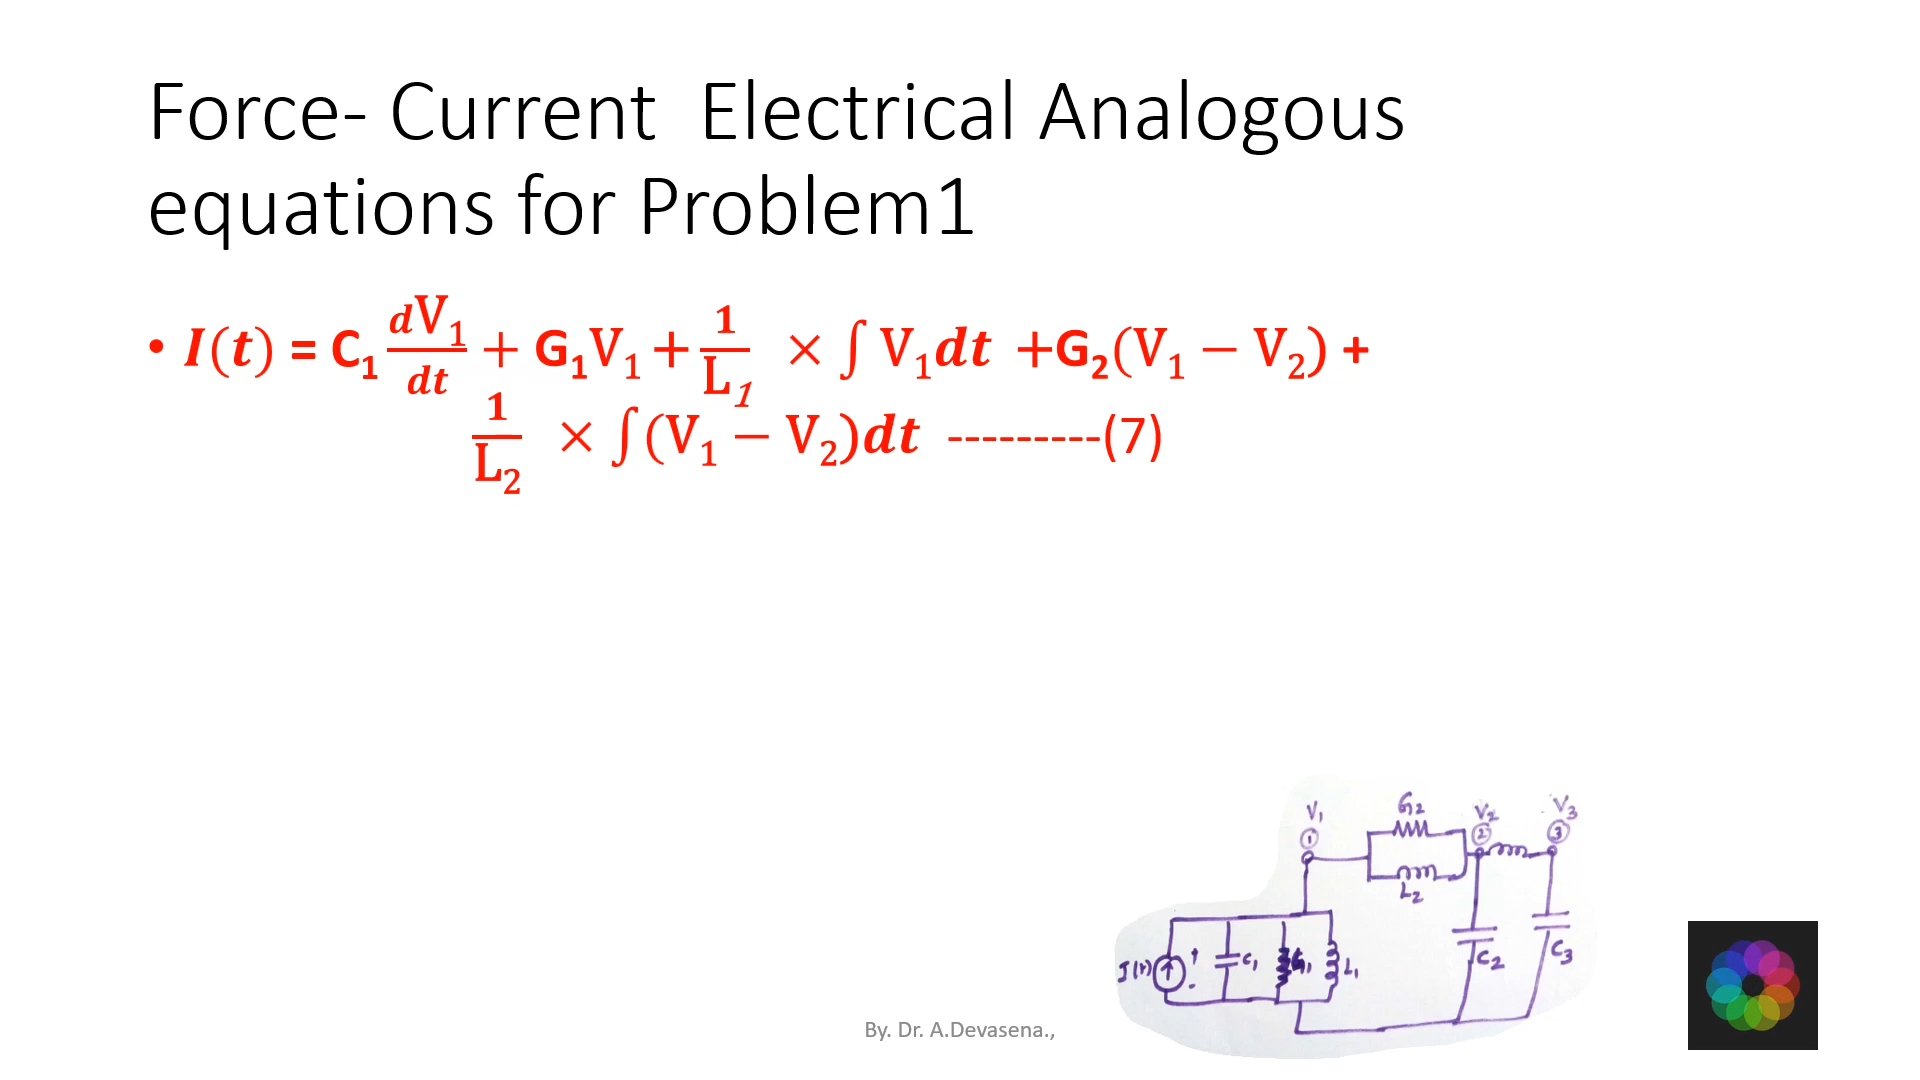 Force- Current Electrical Analogous
equations for Problem1
• I(t) = C₁ dV₁/dt + G₁V₁ + 1/L₁ × ∫ V₁dt +G₂(V₁ − V₂) +
1/L₂ × ∫(V₁ − V₂)dt ---------(7)
V₁
①
G₂
L₂
V₂
②
V₃
③
I(t)
+
-
C₁
G₁
L₁
C₂
C₃
By. Dr. A.Devasena.,